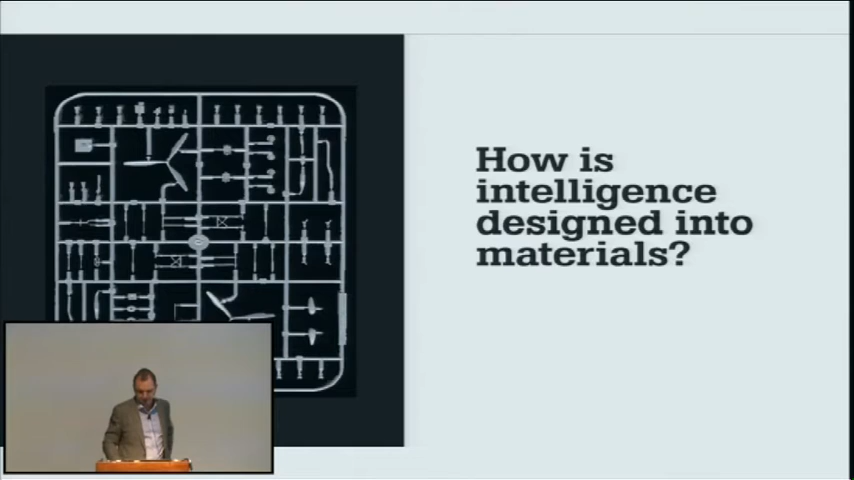 How is
intelligence
designed into
materials?